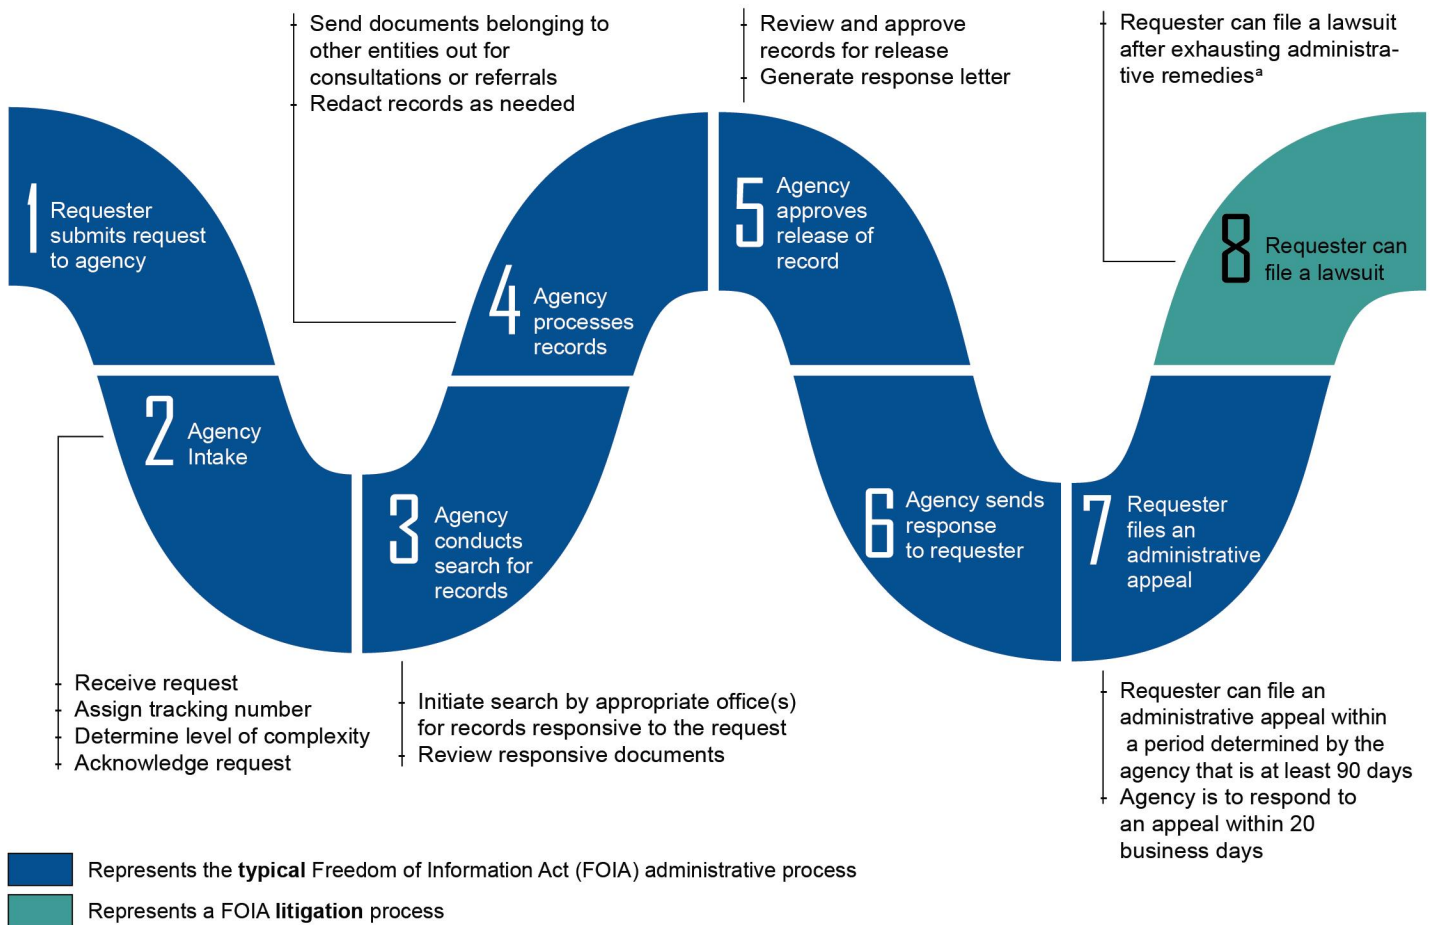 1
Requester
submits request
to agency
2
Agency
Intake
Receive request
Assign tracking number
Determine level of complexity
Acknowledge request
3
Agency
conducts
search for
records
Initiate search by appropriate office(s)
for records responsive to the request
Review responsive documents
Send documents belonging to
other entities out for
consultations or referrals
Redact records as needed
4
Agency
processes
records
Review and approve
records for release
Generate response letter
5
Agency
approves
release of
record
6
Agency sends
response
to requester
7
Requester
files an
administrative
appeal
Requester can file an
administrative appeal within
a period determined by the
agency that is at least 90 days
Agency is to respond to
an appeal within 20
business days
Requester can file a lawsuit
after exhausting administra-
tive remediesᵃ
8
Requester can
file a lawsuit
Represents the typical Freedom of Information Act (FOIA) administrative process
Represents a FOIA litigation process